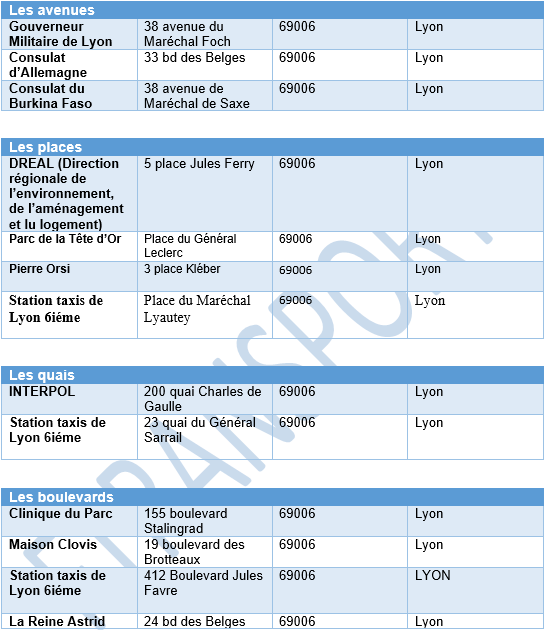 Les avenues
Gouverneur Militaire de Lyon 38 avenue du Maréchal Foch 69006 Lyon
Consulat d'Allemagne 33 bd des Belges 69006 Lyon
Consulat du Burkina Faso 38 avenue de Maréchal de Saxe 69006 Lyon
Les places
DREAL (Direction régionale de l'environnement, de l'aménagement et lu logement) 5 place Jules Ferry 69006 Lyon
Parc de la Tête d'Or Place du Général Leclerc 69006 Lyon
Pierre Orsi 3 place Kléber 69006 Lyon
Station taxis de Lyon 6iéme Place du Maréchal Lyautey 69006 Lyon
Les quais
INTERPOL 200 quai Charles de Gaulle 69006 Lyon
Station taxis de Lyon 6iéme 23 quai du Général Sarrail 69006 Lyon
Les boulevards
Clinique du Parc 155 boulevard Stalingrad 69006 Lyon
Maison Clovis 19 boulevard des Brotteaux 69006 Lyon
Station taxis de Lyon 6iéme 412 Boulevard Jules Favre 69006 LYON
La Reine Astrid 24 bd des Belges 69006 Lyon